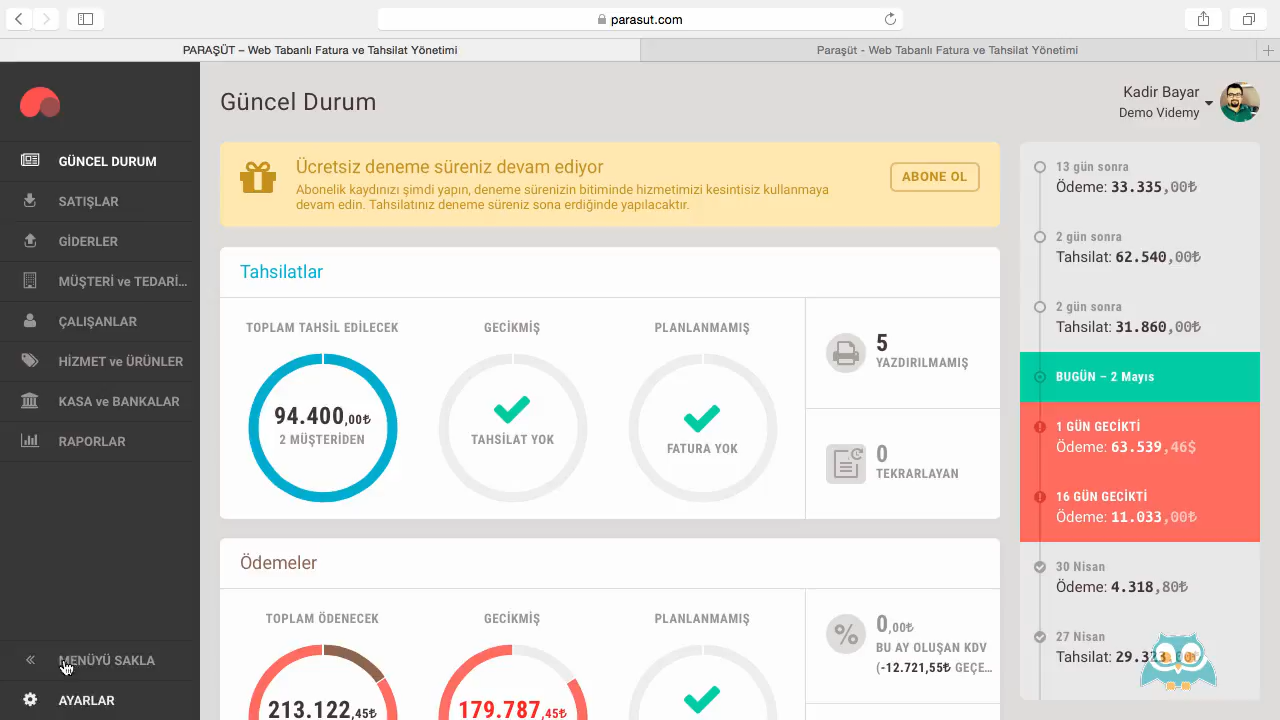 parasut.com
PARAŞÜT – Web Tabanlı Fatura ve Tahsilat Yönetimi
Paraşüt - Web Tabanlı Fatura ve Tahsilat Yönetimi
GÜNCEL DURUM
SATIŞLAR
GİDERLER
MÜŞTERİ ve TEDARİ...
ÇALIŞANLAR
HİZMET ve ÜRÜNLER
KASA ve BANKALAR
RAPORLAR
MENÜYÜ SAKLA
AYARLAR
Güncel Durum
Kadir Bayar
Demo Videmy
Ücretsiz deneme süreniz devam ediyor
Abonelik kaydınızı şimdi yapın, deneme sürenizin bitiminde hizmetimizi kesintisiz kullanmaya
devam edin. Tahsilatınız deneme süreniz sona erdiğinde yapılacaktır.
ABONE OL
Tahsilatlar
TOPLAM TAHSİL EDİLECEK
94.400,00₺
2 MÜŞTERİDEN
GECİKMİŞ
TAHSİLAT YOK
PLANLANMAMIŞ
FATURA YOK
5
YAZDIRILMAMIŞ
0
TEKRARLAYAN
Ödemeler
TOPLAM ÖDENECEK
213.122,45₺
GECİKMİŞ
179.787,45₺
PLANLANMAMIŞ
0,00₺
BU AY OLUŞAN KDV
(-12.721,55₺ GEÇE...
13 gün sonra
Ödeme: 33.335,00₺
2 gün sonra
Tahsilat: 62.540,00₺
2 gün sonra
Tahsilat: 31.860,00₺
BUGÜN – 2 Mayıs
1 GÜN GECİKTİ
Ödeme: 63.539,46$
16 GÜN GECİKTİ
Ödeme: 11.033,00₺
30 Nisan
Ödeme: 4.318,80₺
27 Nisan
Tahsilat: 29.323